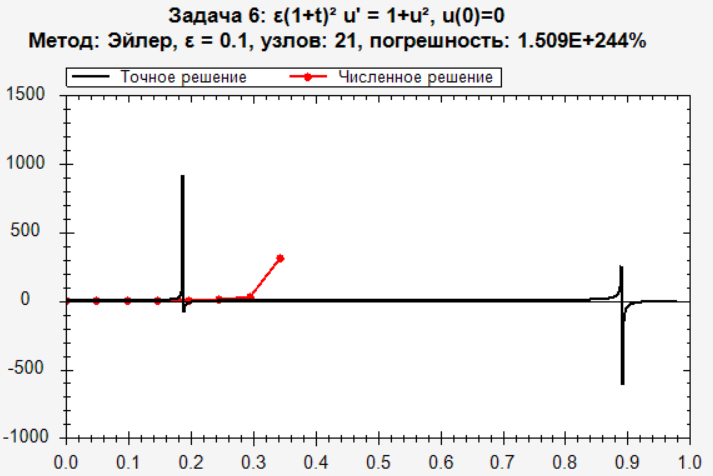 Задача 6: ε(1+t)² u' = 1+u², u(0)=0
Метод: Эйлер, ε = 0.1, узлов: 21, погрешность: 1.509E+244%
Точное решение Численное решение
1500
1000
500
0
-500
-1000
0.0 0.1 0.2 0.3 0.4 0.5 0.6 0.7 0.8 0.9 1.0